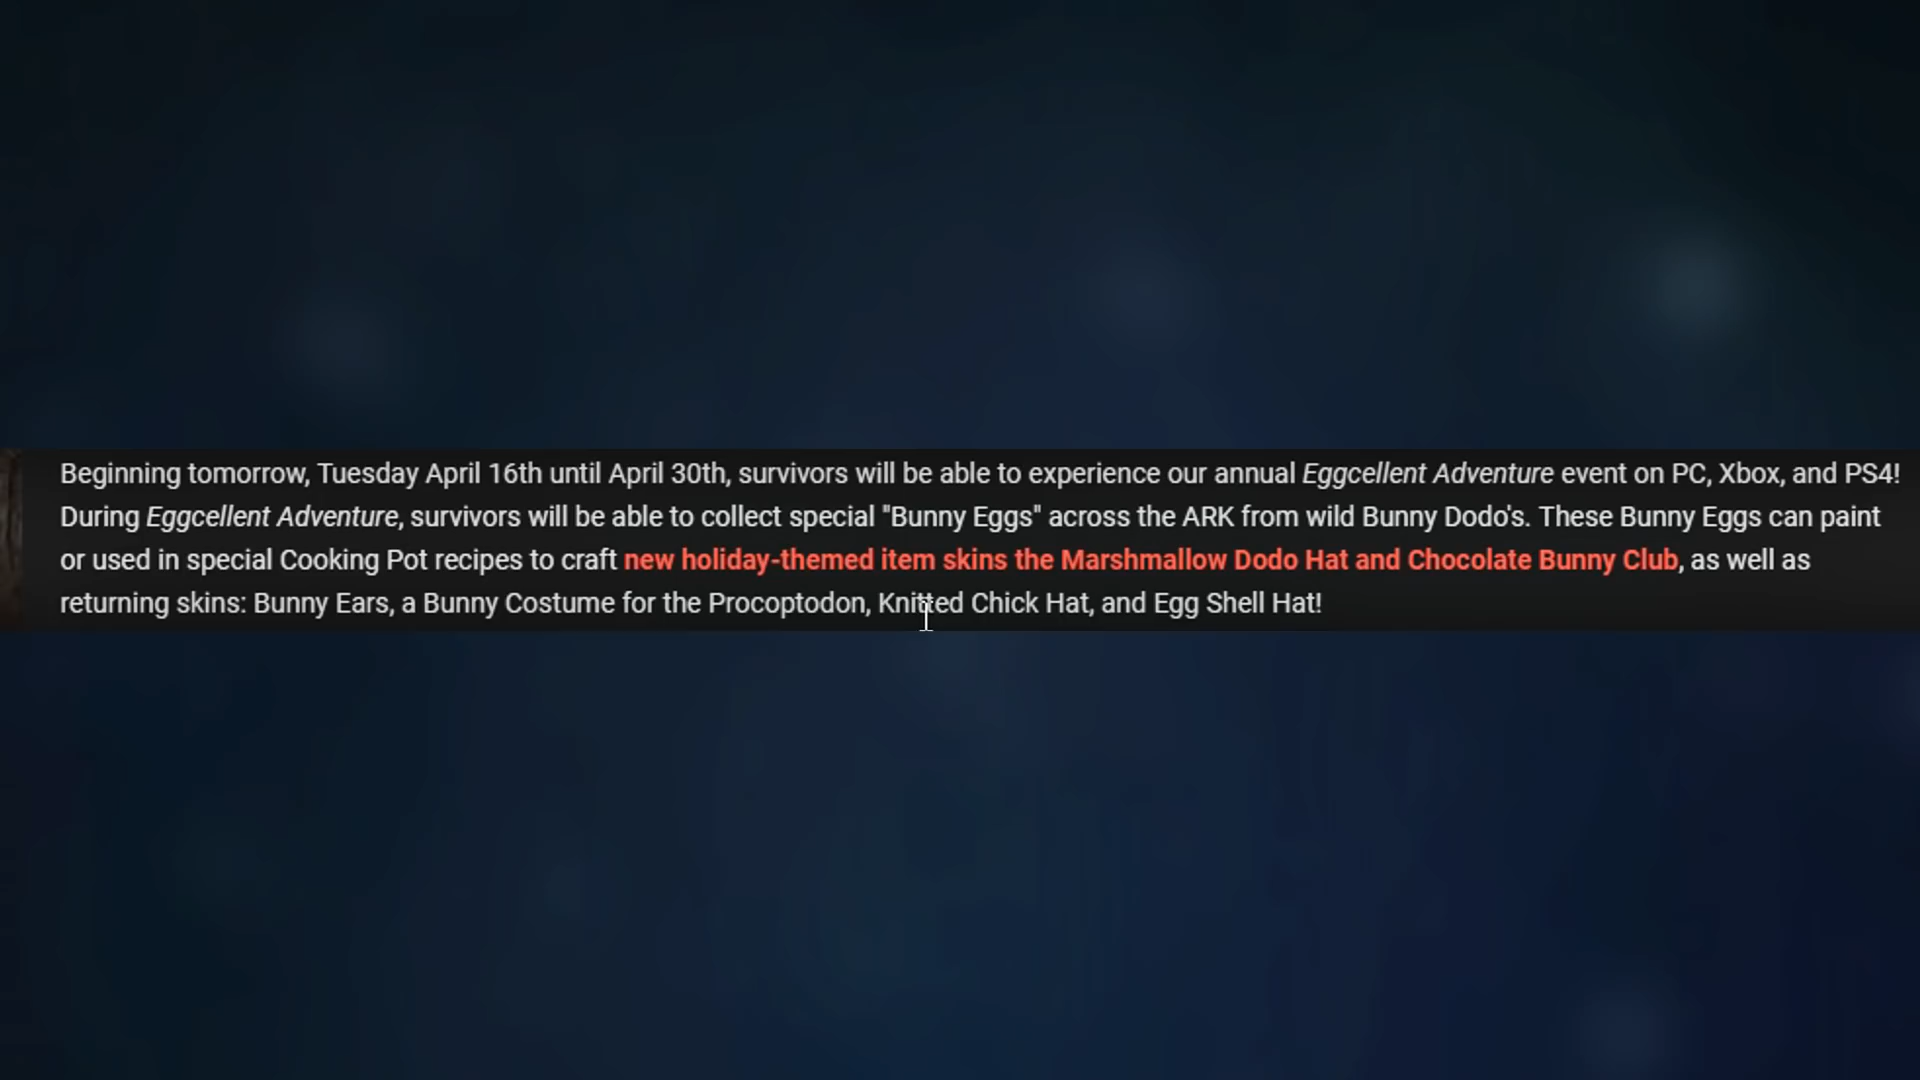 Beginning tomorrow, Tuesday April 16th until April 30th, survivors will be able to experience our annual Eggcellent Adventure event on PC, Xbox, and PS4!
During Eggcellent Adventure, survivors will be able to collect special "Bunny Eggs" across the ARK from wild Bunny Dodo's. These Bunny Eggs can paint
or used in special Cooking Pot recipes to craft new holiday-themed item skins the Marshmallow Dodo Hat and Chocolate Bunny Club, as well as
returning skins: Bunny Ears, a Bunny Costume for the Procoptodon, Knitted Chick Hat, and Egg Shell Hat!